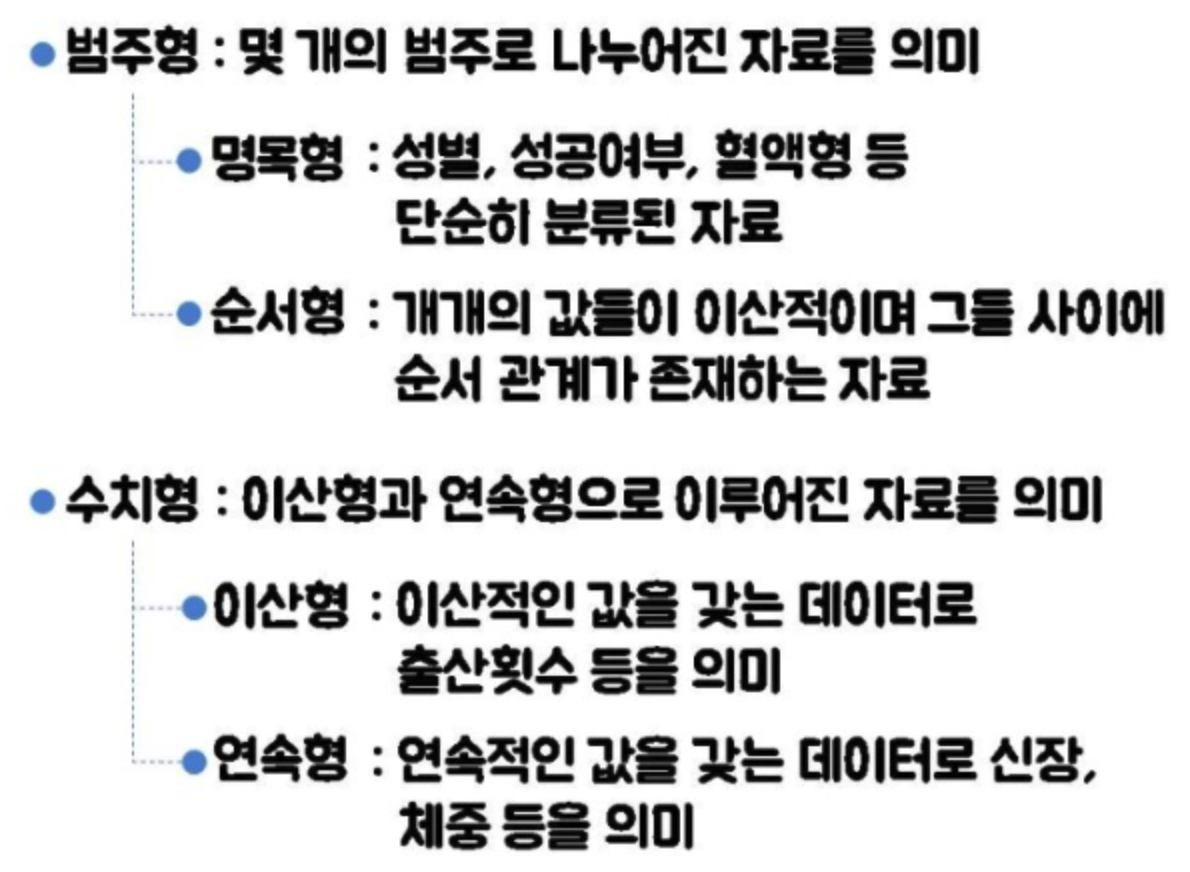 범주형 : 몇 개의 범주로 나누어진 자료를 의미
명목형 : 성별, 성공여부, 혈액형 등
단순히 분류된 자료
순서형 : 개개의 값들이 이산적이며 그들 사이에
순서 관계가 존재하는 자료
수치형 : 이산형과 연속형으로 이루어진 자료를 의미
이산형 : 이산적인 값을 갖는 데이터로
출산횟수 등을 의미
연속형 : 연속적인 값을 갖는 데이터로 신장,
체중 등을 의미